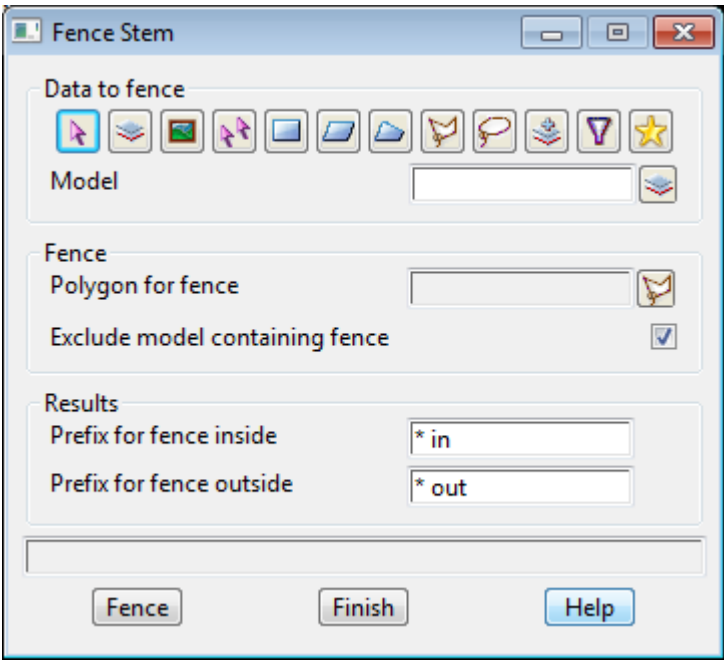 Fence Stem
Data to fence
Model
Fence
Polygon for fence
Exclude model containing fence
Results
Prefix for fence inside * in
Prefix for fence outside * out
Fence Finish Help